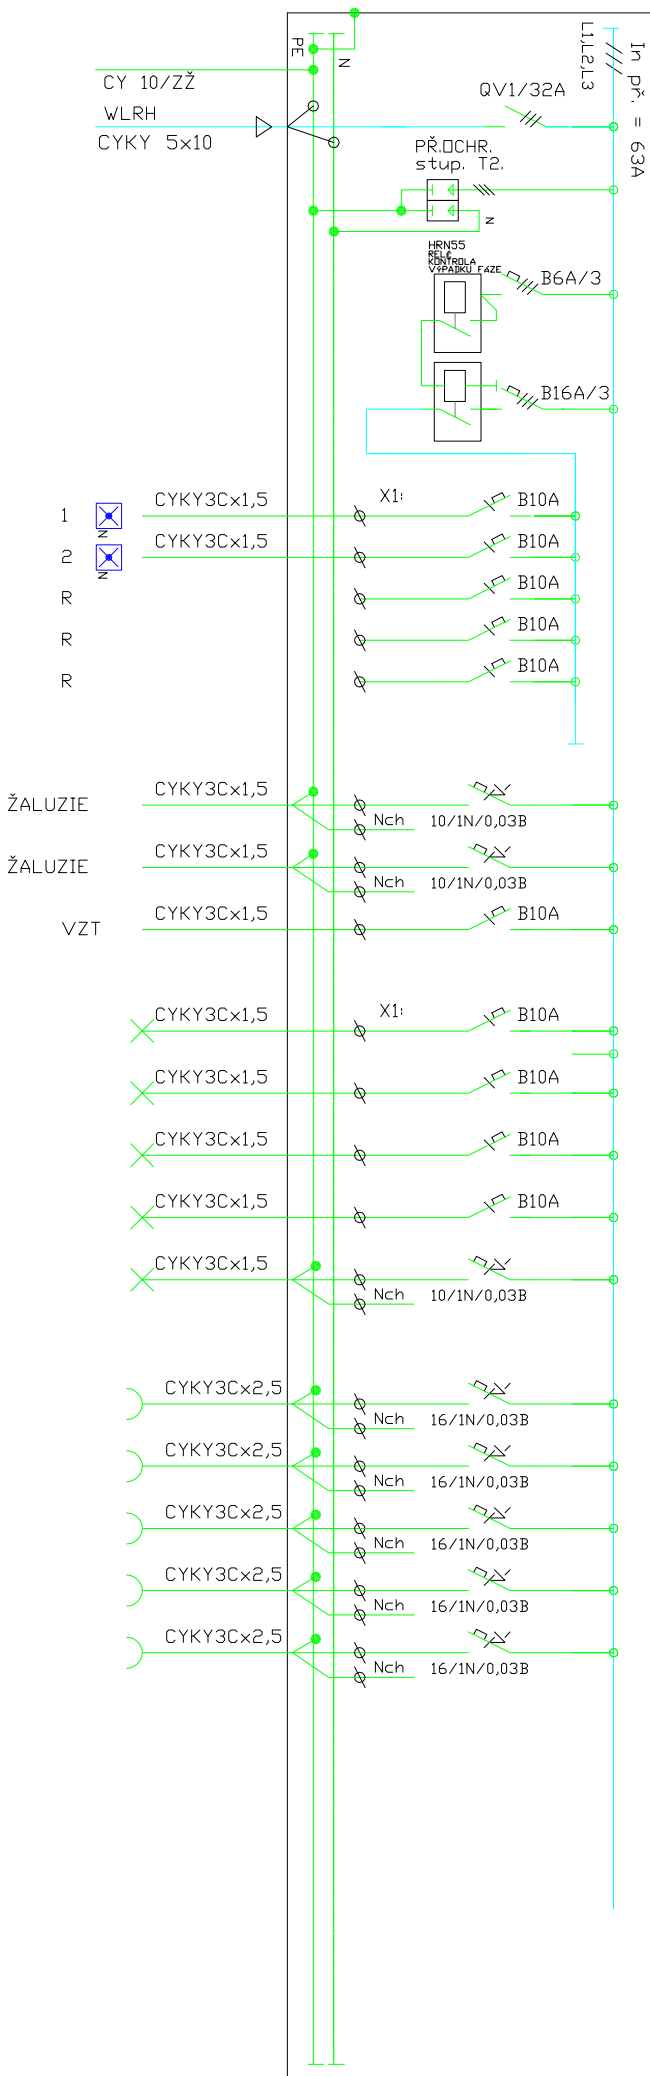 PE
N
L1,L2,L3
In př. = 63A
CY 10/ZŽ
WLRH
CYKY 5x10
QV1/32A
PŘ.OCHR.
stup. T2.
N
HRN55
RELÉ
KONTROLA
VÝPADKU FÁZE
B6A/3
B16A/3
X1:
1
N
CYKY3Cx1,5
B10A
2
N
CYKY3Cx1,5
B10A
R
B10A
R
B10A
R
B10A
ŽALUZIE
CYKY3Cx1,5
Nch
10/1N/0,03B
ŽALUZIE
CYKY3Cx1,5
Nch
10/1N/0,03B
VZT
CYKY3Cx1,5
B10A
X1:
CYKY3Cx1,5
B10A
CYKY3Cx1,5
B10A
CYKY3Cx1,5
B10A
CYKY3Cx1,5
B10A
CYKY3Cx1,5
Nch
10/1N/0,03B
CYKY3Cx2,5
Nch
16/1N/0,03B
CYKY3Cx2,5
Nch
16/1N/0,03B
CYKY3Cx2,5
Nch
16/1N/0,03B
CYKY3Cx2,5
Nch
16/1N/0,03B
CYKY3Cx2,5
Nch
16/1N/0,03B